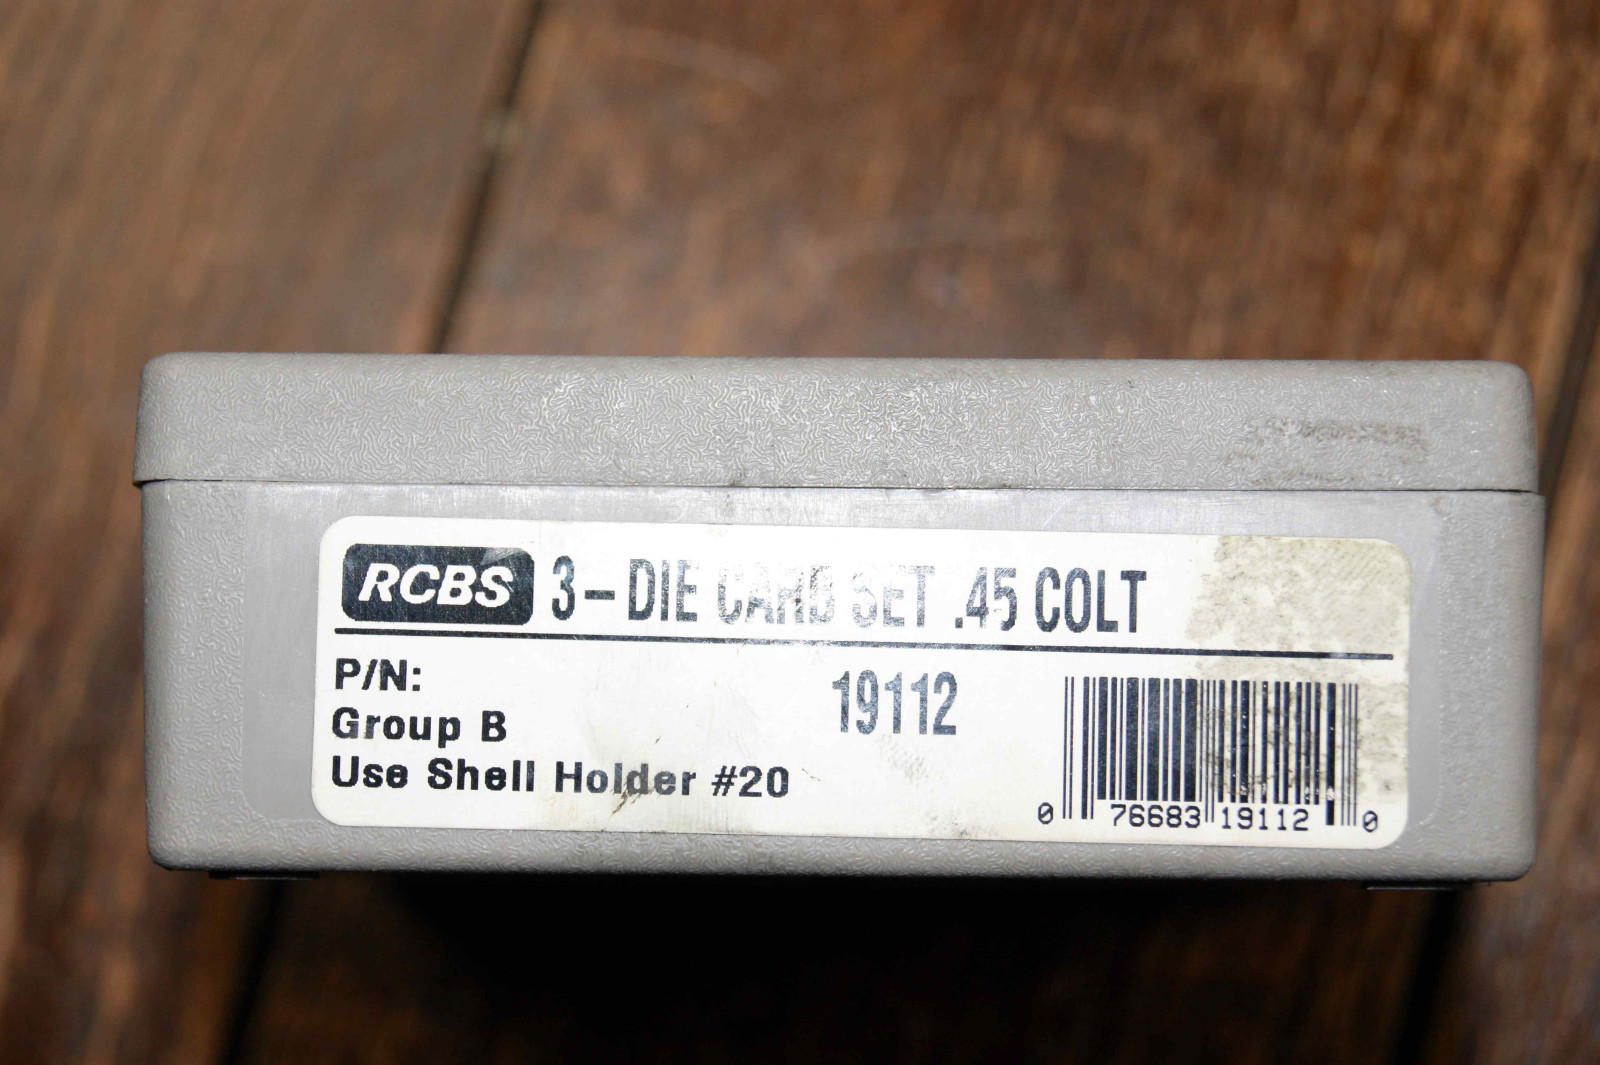 RCBS 3-DIE CARB SET .45 COLT
P/N: 19112
Group B
Use Shell Holder #20
0 76683 19112 0